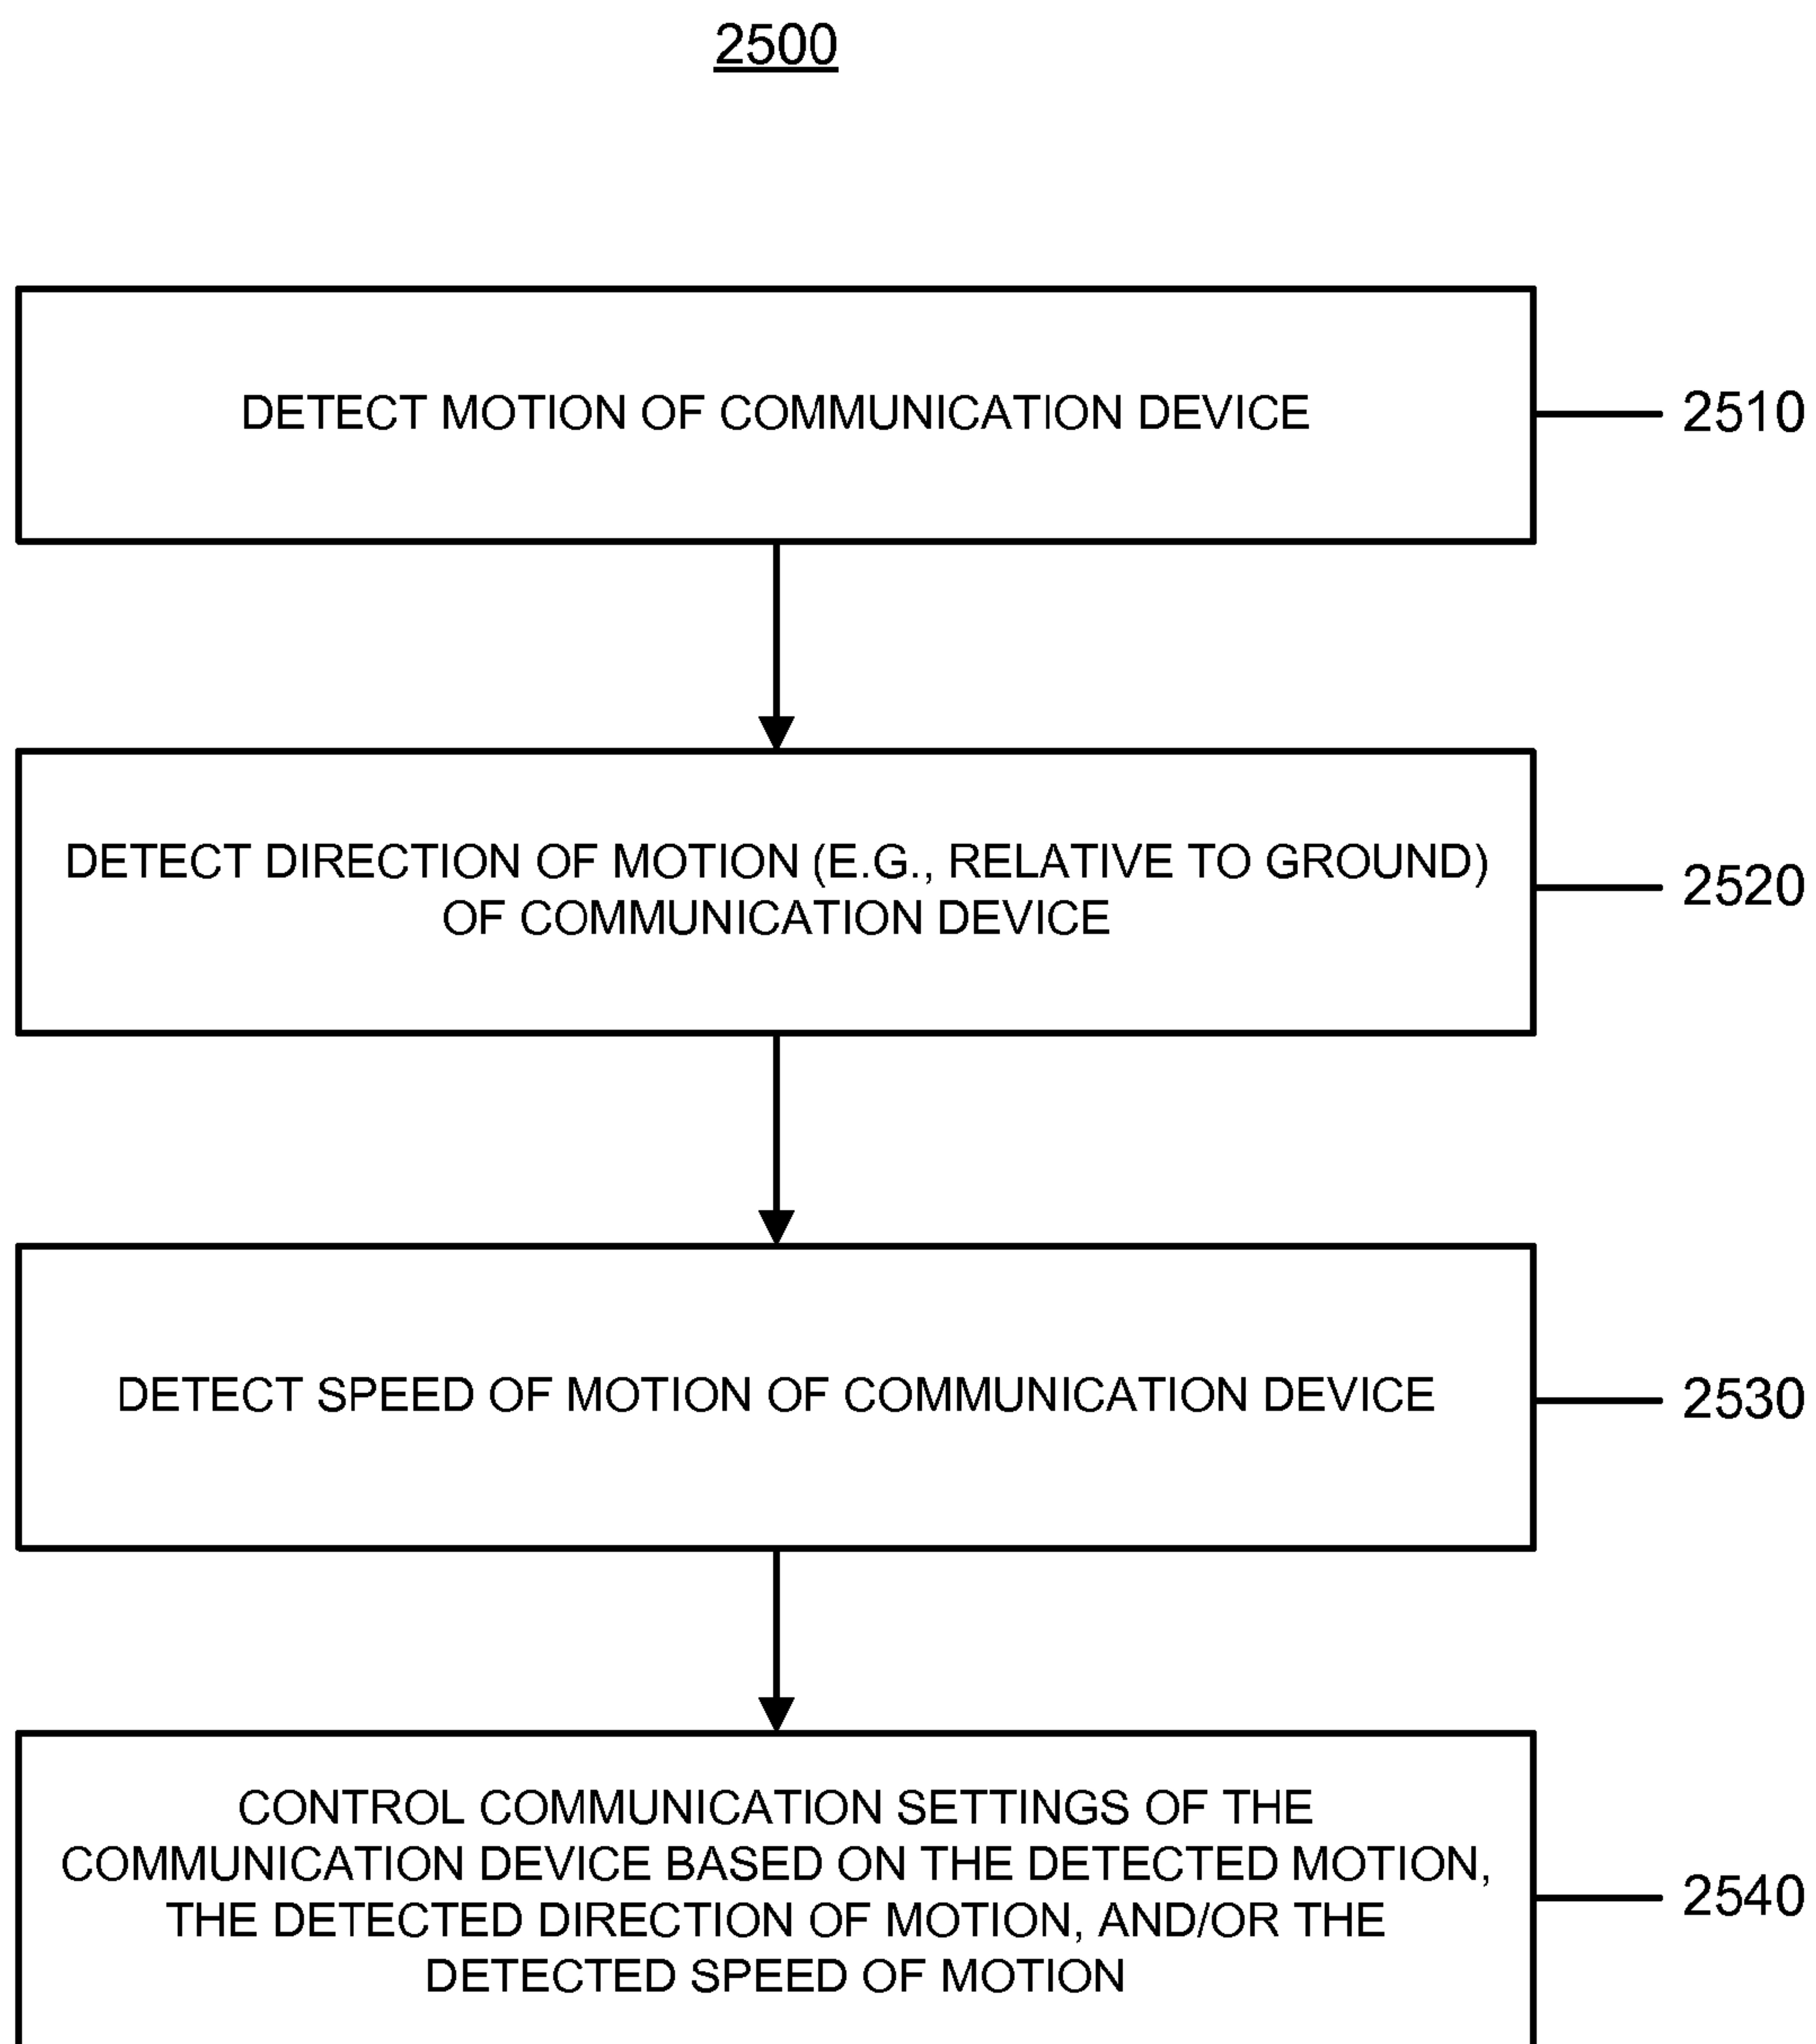 2500
DETECT MOTION OF COMMUNICATION DEVICE
2510
DETECT DIRECTION OF MOTION (E.G., RELATIVE TO GROUND)
OF COMMUNICATION DEVICE
2520
DETECT SPEED OF MOTION OF COMMUNICATION DEVICE
2530
CONTROL COMMUNICATION SETTINGS OF THE
COMMUNICATION DEVICE BASED ON THE DETECTED MOTION,
THE DETECTED DIRECTION OF MOTION, AND/OR THE
DETECTED SPEED OF MOTION
2540